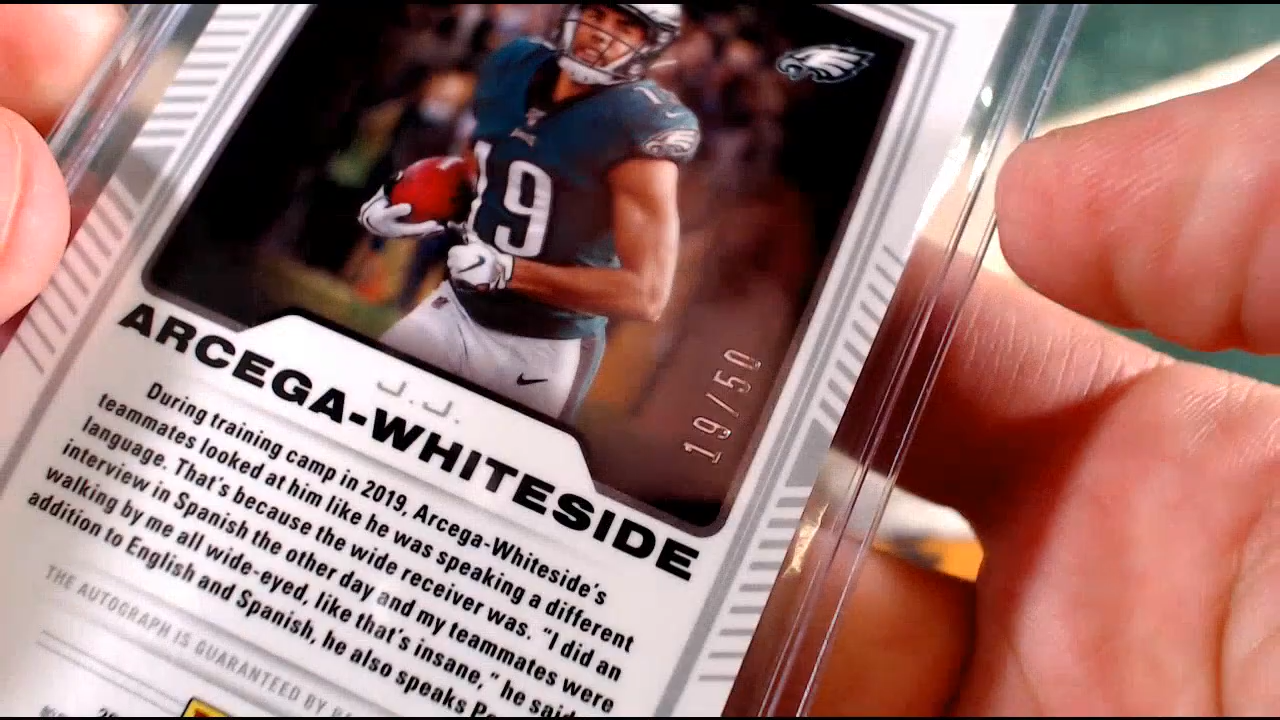 19
19/50
J.J.
ARCEGA-WHITESIDE
During training camp in 2019, Arcega-Whiteside's
teammates looked at him like he was speaking a different
language. That's because the wide receiver was. "I did an
interview in Spanish the other day and my teammates were
walking by me all wide-eyed, like that's insane," he said
addition to English and Spanish, he also speaks
THE AUTOGRAPH IS GUARANTEED BY